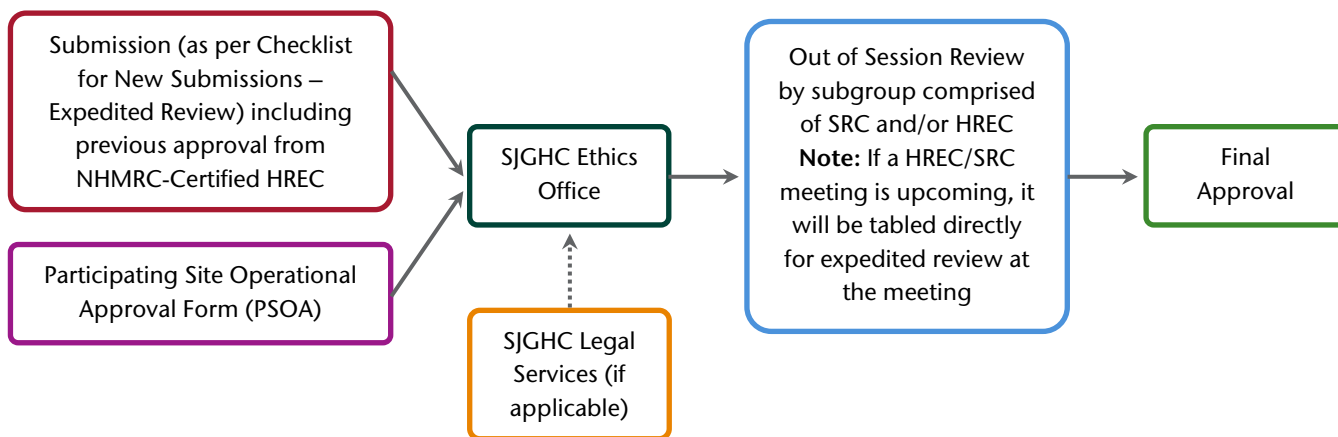 Submission (as per Checklist
for New Submissions –
Expedited Review) including
previous approval from
NHMRC-Certified HREC
Participating Site Operational
Approval Form (PSOA)
SJGHC Ethics
Office
SJGHC Legal
Services (if
applicable)
Out of Session Review
by subgroup comprised
of SRC and/or HREC
Note: If a HREC/SRC
meeting is upcoming, it
will be tabled directly
for expedited review at
the meeting
Final
Approval